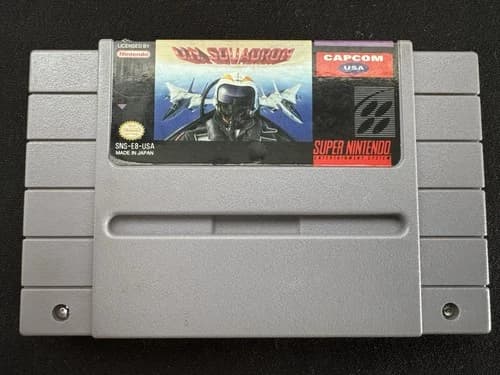 LICENSED BY
Nintendo
U.N. SQUADRON
CAPCOM
USA
SNS-E8-USA
MADE IN JAPAN
SUPER NINTENDO
ENTERTAINMENT SYSTEM